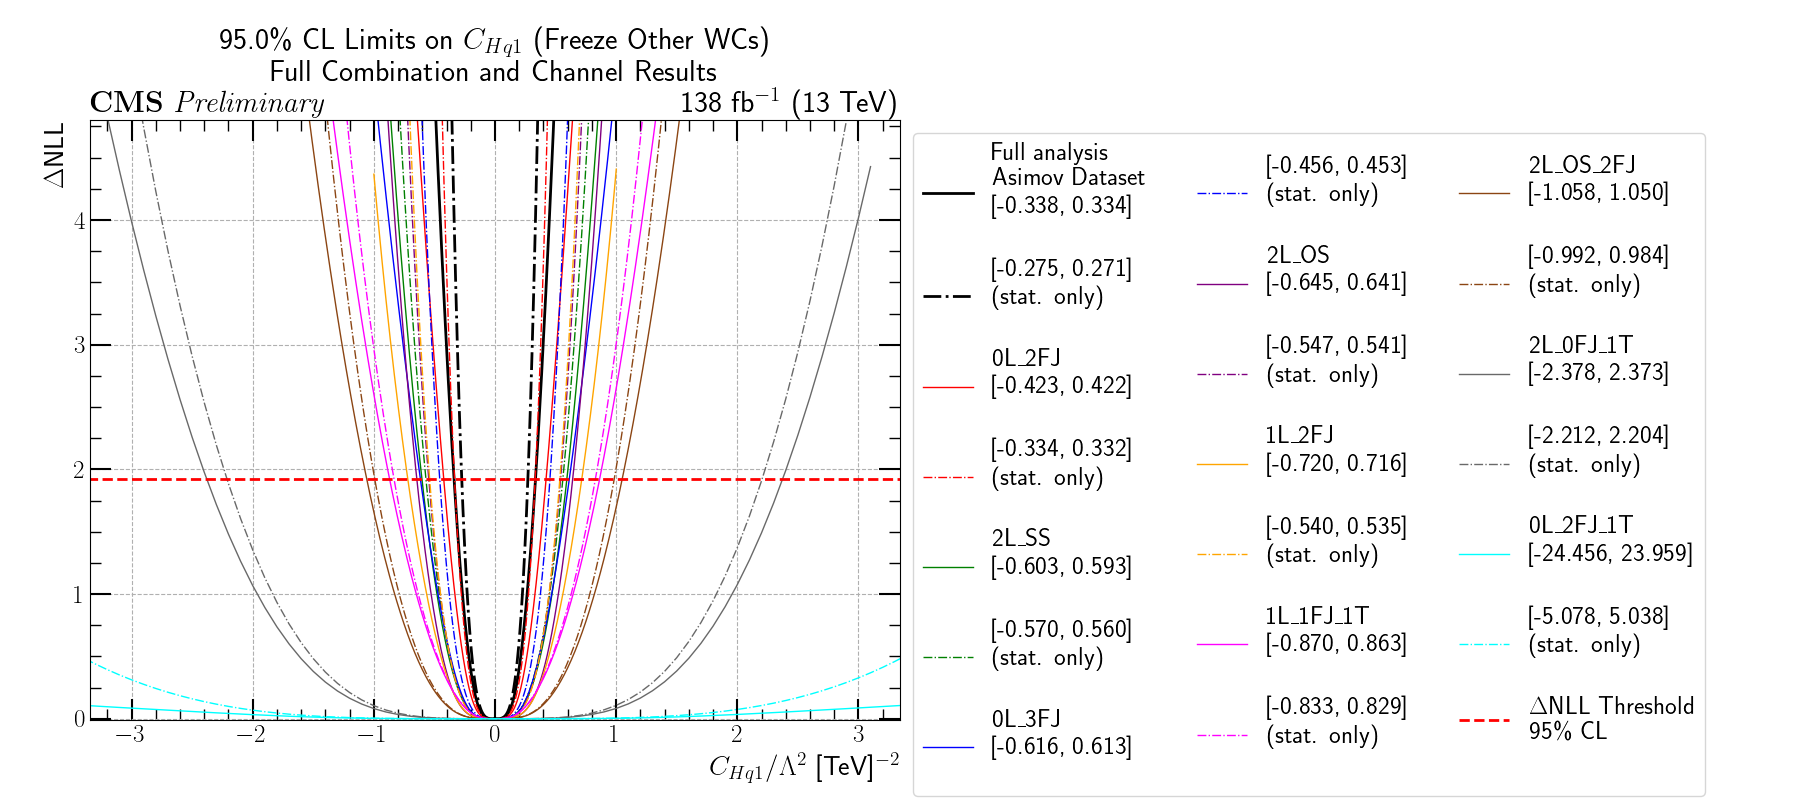 95.0% CL Limits on C_{Hq1} (Freeze Other WCs)
Full Combination and Channel Results
CMS Preliminary
138 fb^{-1} (13 TeV)
ΔNLL
4
3
2
1
0
−3
−2
−1
0
1
2
3
C_{Hq1}/Λ^2 [TeV]^{−2}
Full analysis
Asimov Dataset
[-0.338, 0.334]
[-0.275, 0.271]
(stat. only)
0L_2FJ
[-0.423, 0.422]
[-0.334, 0.332]
(stat. only)
2L_SS
[-0.603, 0.593]
[-0.570, 0.560]
(stat. only)
0L_3FJ
[-0.616, 0.613]
[-0.456, 0.453]
(stat. only)
2L_OS
[-0.645, 0.641]
[-0.547, 0.541]
(stat. only)
1L_2FJ
[-0.720, 0.716]
[-0.540, 0.535]
(stat. only)
1L_1FJ_1T
[-0.870, 0.863]
[-0.833, 0.829]
(stat. only)
2L_OS_2FJ
[-1.058, 1.050]
[-0.992, 0.984]
(stat. only)
2L_0FJ_1T
[-2.378, 2.373]
[-2.212, 2.204]
(stat. only)
0L_2FJ_1T
[-24.456, 23.959]
[-5.078, 5.038]
(stat. only)
ΔNLL Threshold
95% CL